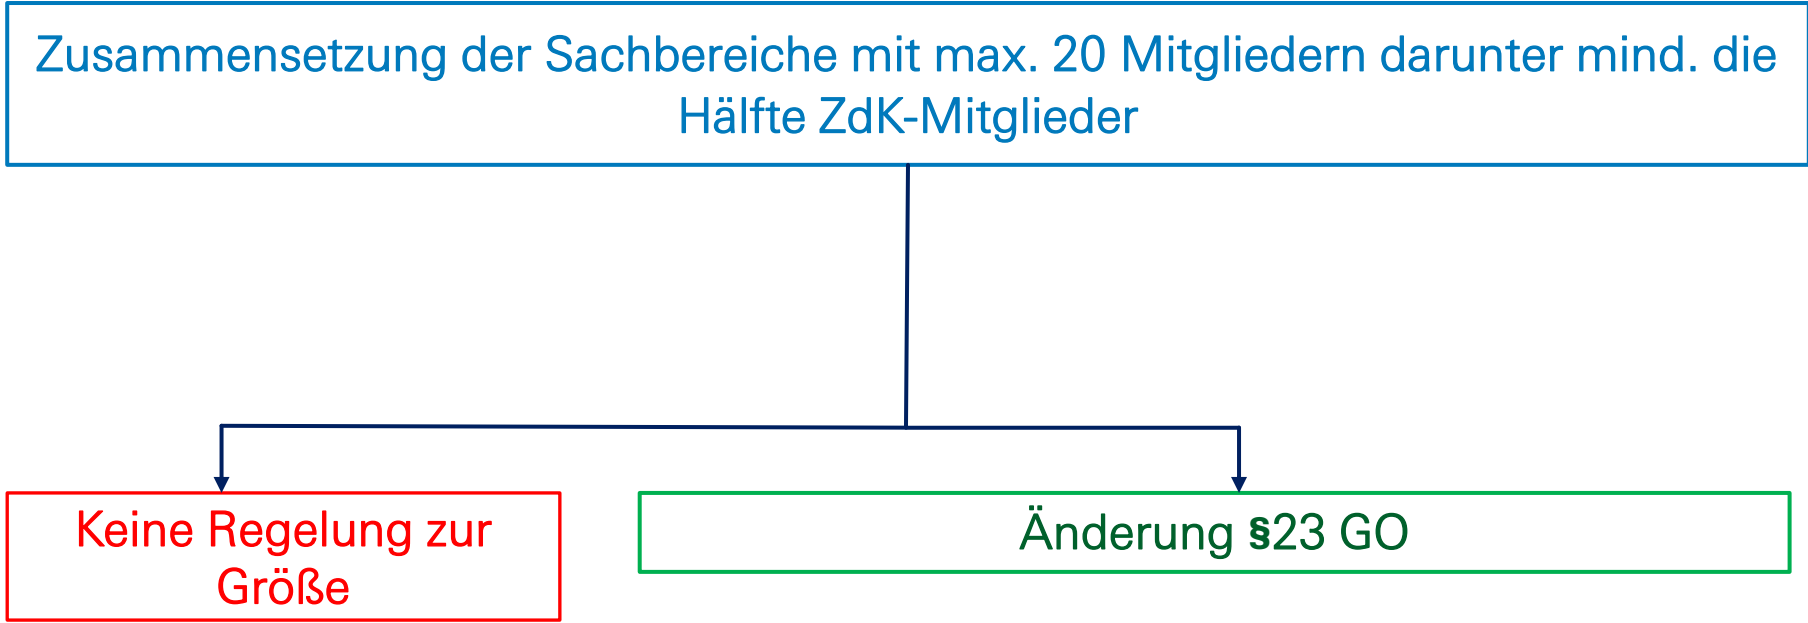 Zusammensetzung der Sachbereiche mit max. 20 Mitgliedern darunter mind. die
Hälfte ZdK-Mitglieder
Keine Regelung zur
Größe
Änderung §23 GO